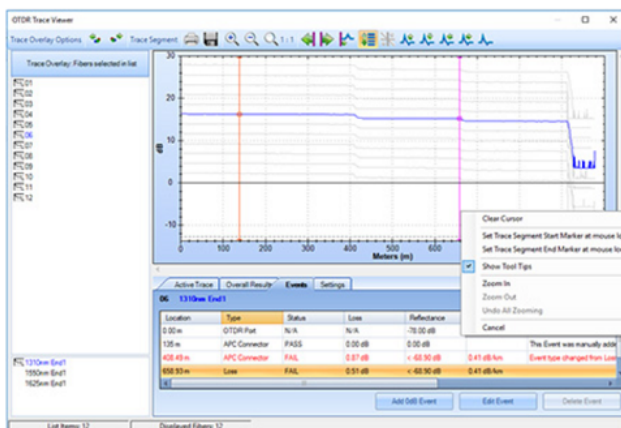 OTDR Trace Viewer
Trace Overlay Options
Trace Segment
1:1
Trace Overlay: Fibers selected in list
01
02
03
04
05
06
07
08
09
10
11
12
30
20
10
0
-10
dB
0 100 200 300 400 500 600
Meters (m)
Clear Cursor
Set Trace Segment Start Marker at mouse lo
Set Trace Segment End Marker at mouse lo
Show Tool Tips
Zoom In
Zoom Out
Undo All Zooming
Cancel
Active Trace Overall Results Events Settings
06 1310nm End1
Location Type Status Loss Reflectance
0.00 m OTDR Port N/A N/A -78.00 dB
135 m APC Connector PASS 0.00 dB 0.00 dB This Event was manually adde
408.49 m APC Connector FAIL 0.87 dB < -68.90 dB 0.41 dB/km Event type changed from Loss
658.93 m Loss FAIL 0.51 dB < -68.90 dB 0.41 dB/km
1310nm End1
1550nm End1
1625nm End1
Add 0dB Event Edit Event Delete Event
List Items: 12 Displayed Fibers: 12